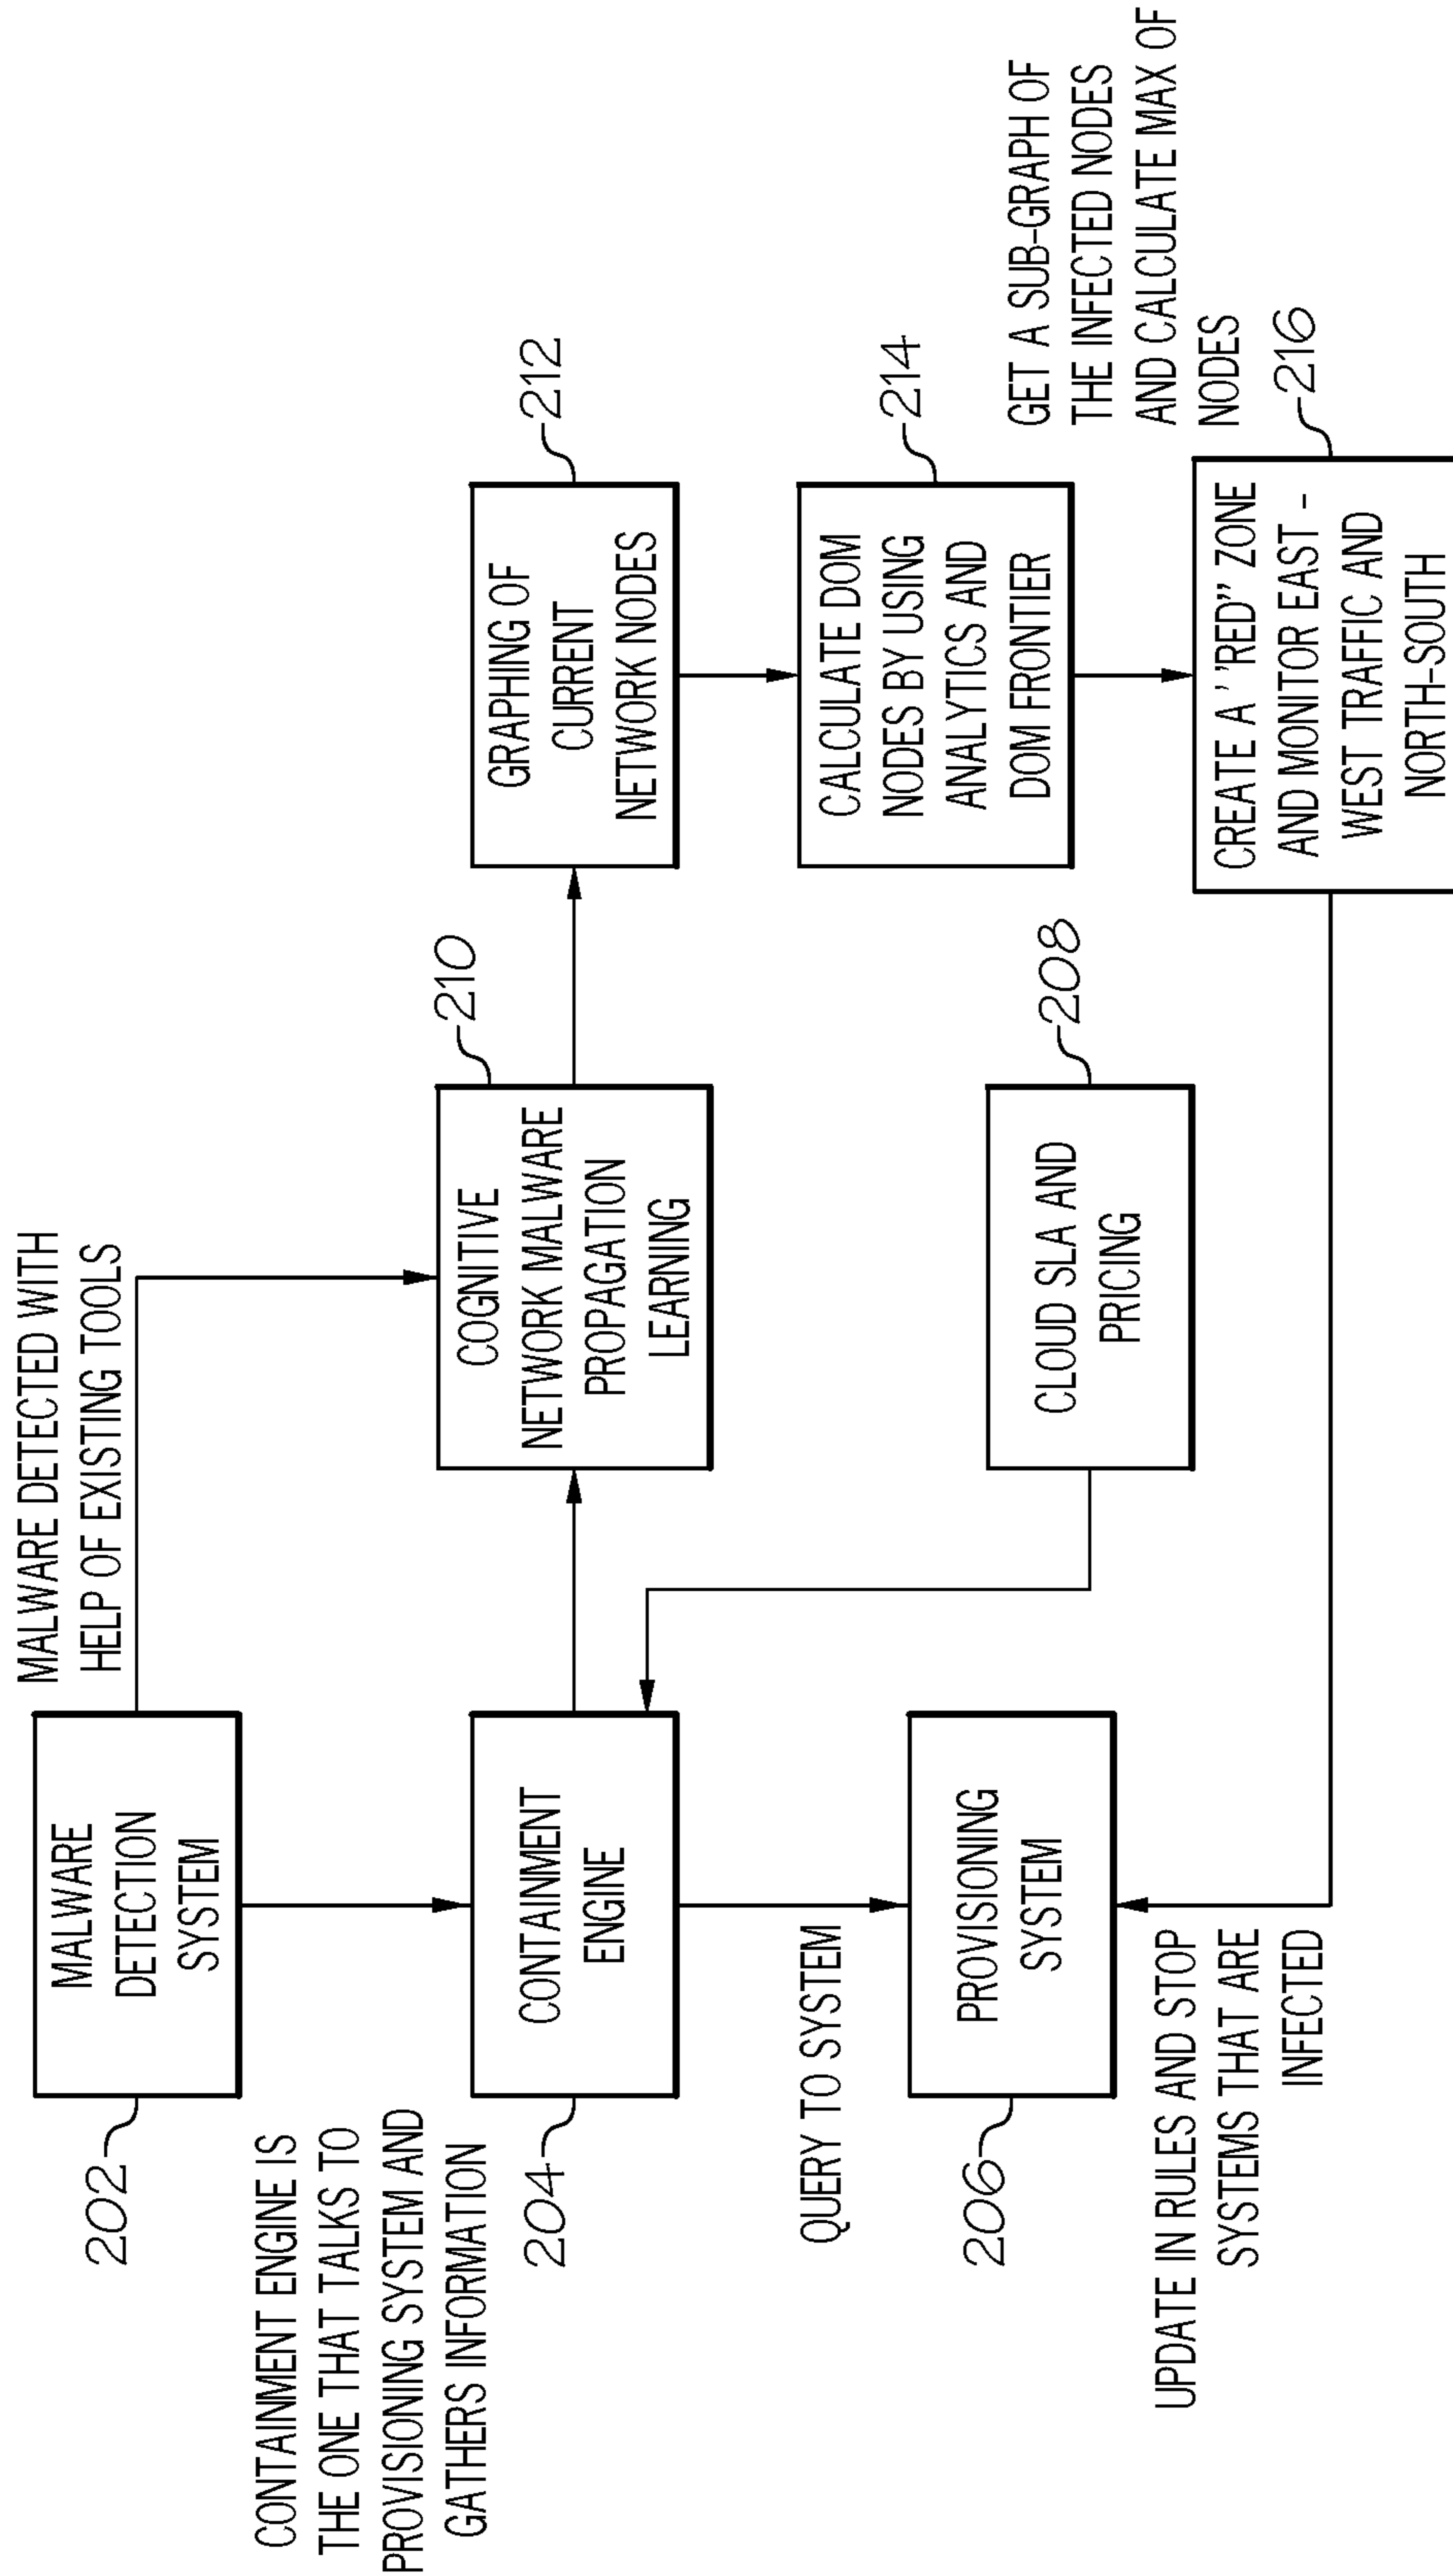 MALWARE DETECTED WITH
HELP OF EXISTING TOOLS
MALWARE
DETECTION
SYSTEM
202
CONTAINMENT ENGINE IS
THE ONE THAT TALKS TO
PROVISIONING SYSTEM AND
GATHERS INFORMATION
CONTAINMENT
ENGINE
204
COGNITIVE
NETWORK MALWARE
PROPAGATION
LEARNING
210
GRAPHING OF
CURRENT
NETWORK NODES
212
QUERY TO SYSTEM
PROVISIONING
SYSTEM
206
CLOUD SLA AND
PRICING
208
CALCULATE DOM
NODES BY USING
ANALYTICS AND
DOM FRONTIER
214
GET A SUB-GRAPH OF
THE INFECTED NODES
AND CALCULATE MAX OF
NODES
UPDATE IN RULES AND STOP
SYSTEMS THAT ARE
INFECTED
CREATE A ''RED" ZONE
AND MONITOR EAST -
WEST TRAFFIC AND
NORTH-SOUTH
216